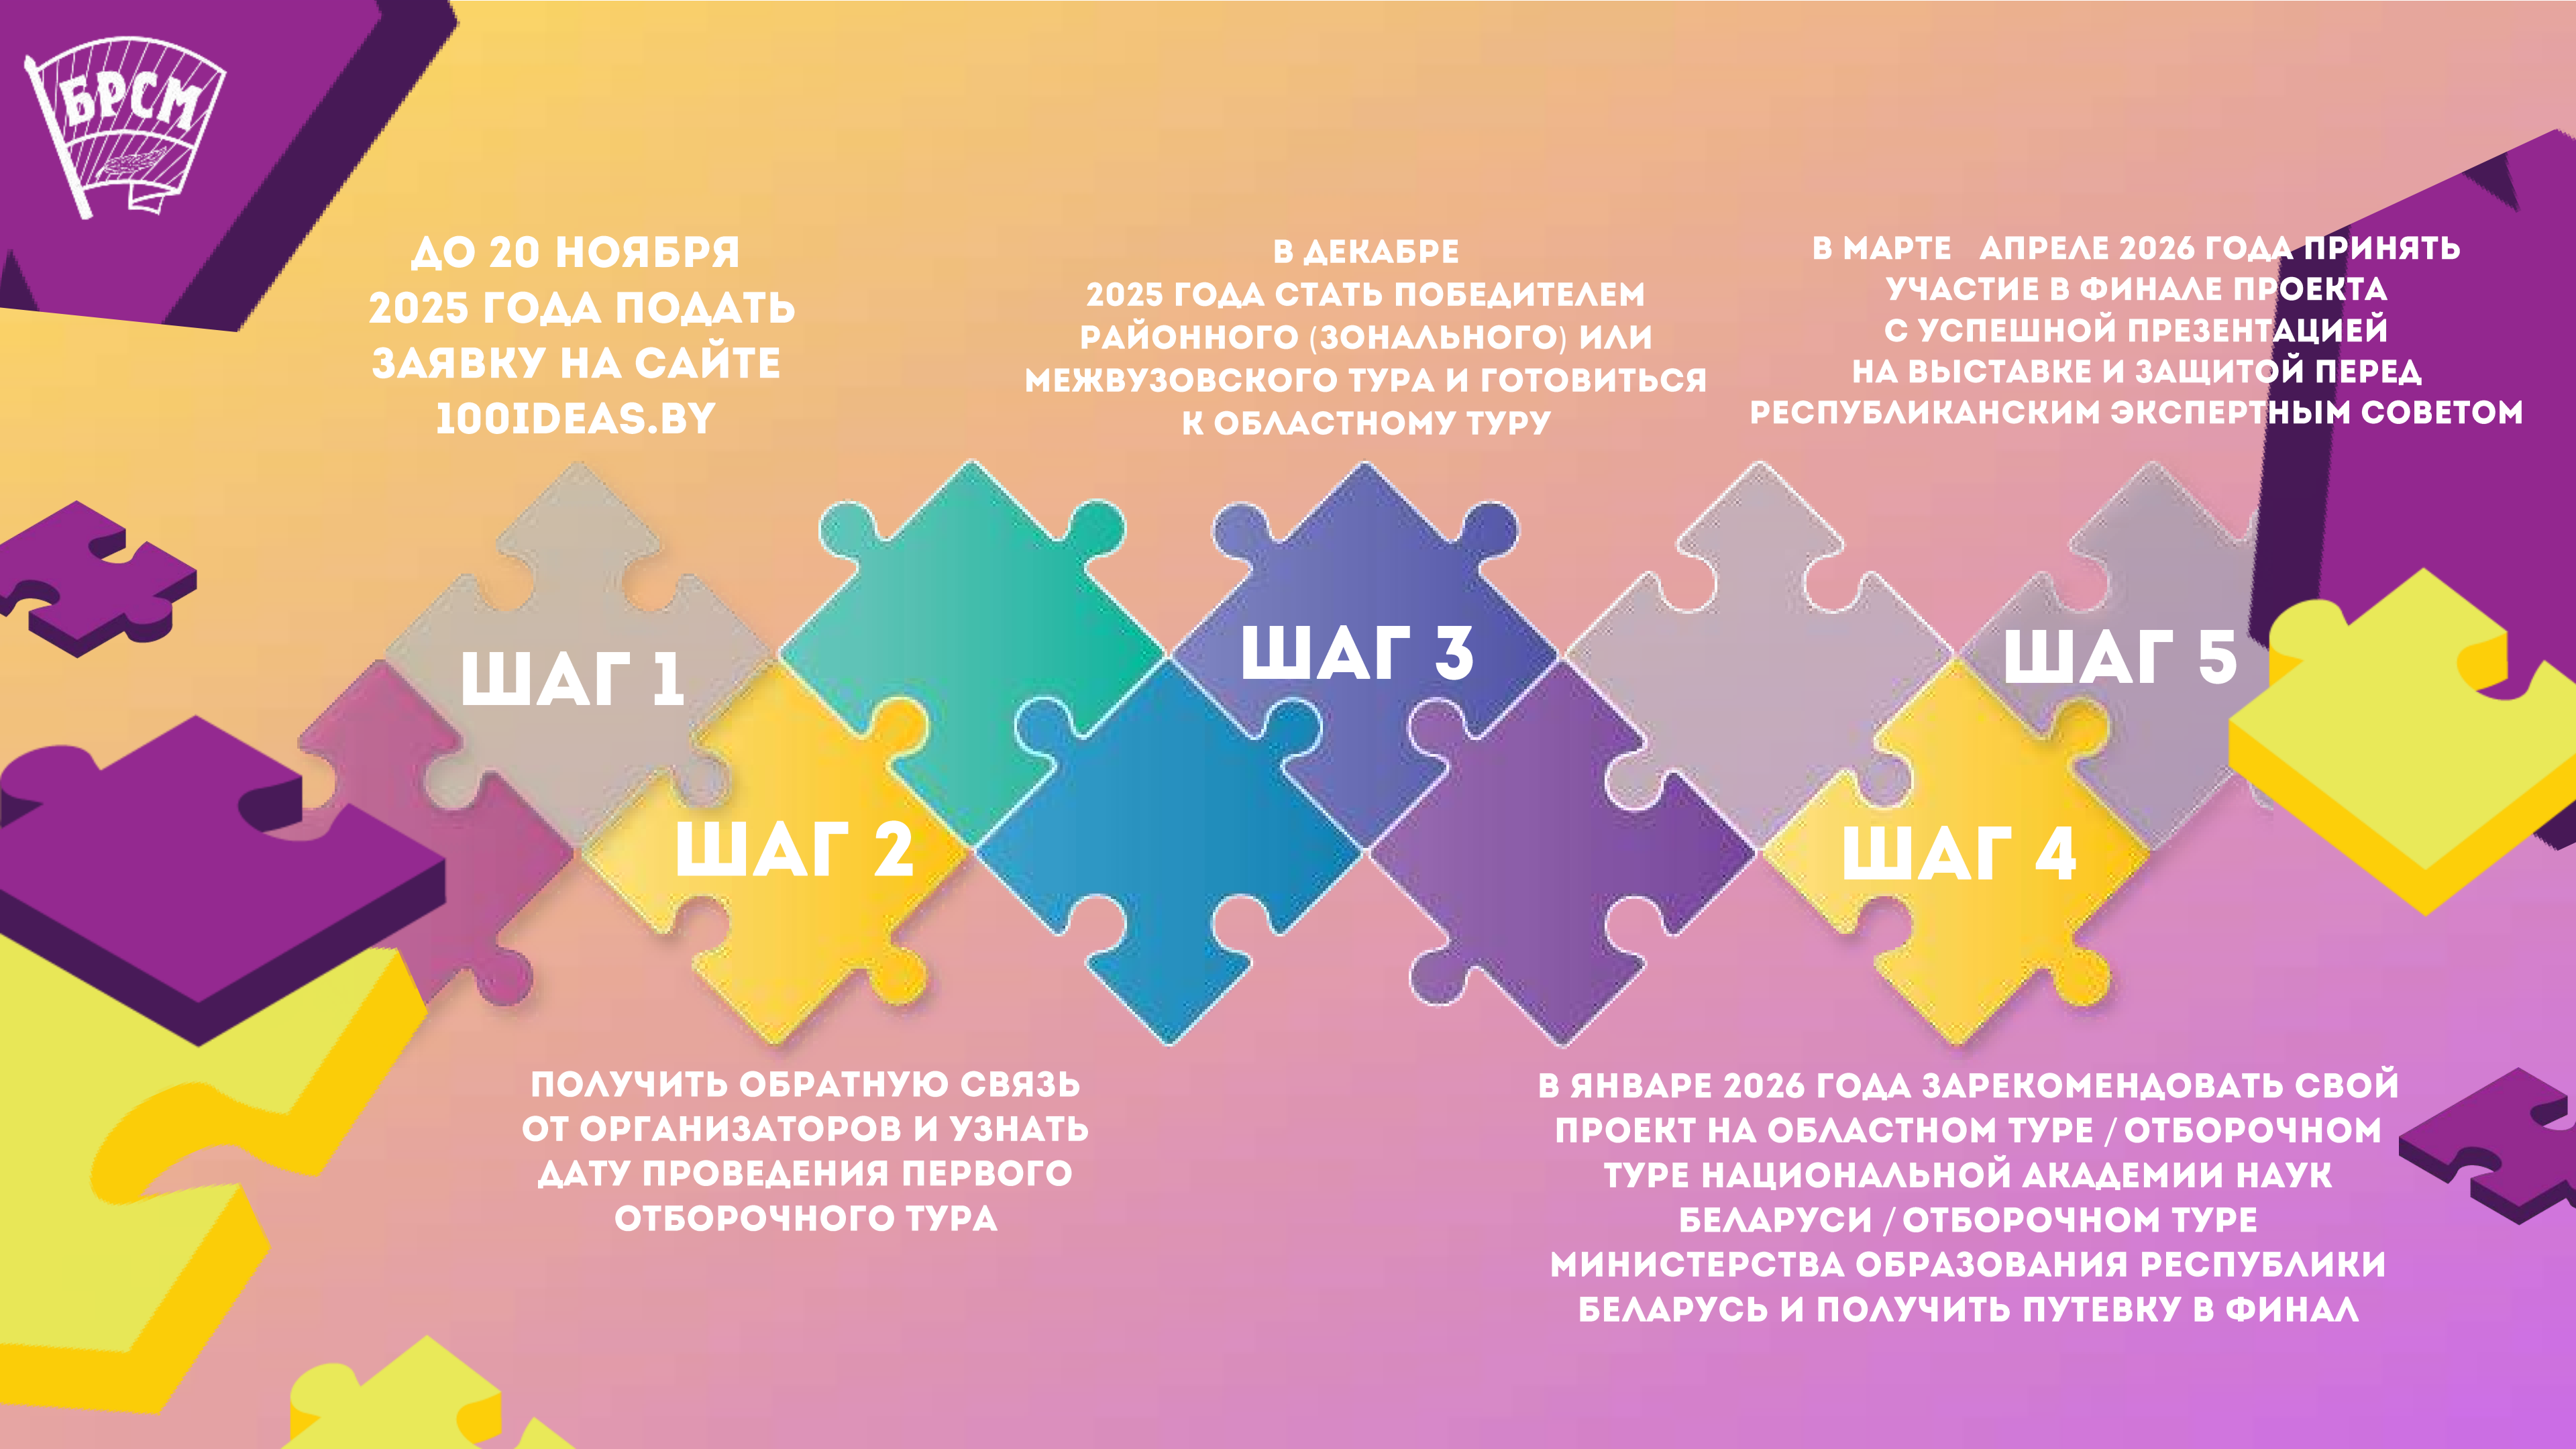 БРСМ
ДО 20 НОЯБРЯ
2025 ГОДА ПОДАТЬ
ЗАЯВКУ НА САЙТЕ
100IDEAS.BY
ШАГ 1
ПОЛУЧИТЬ ОБРАТНУЮ СВЯЗЬ
ОТ ОРГАНИЗАТОРОВ И УЗНАТЬ
ДАТУ ПРОВЕДЕНИЯ ПЕРВОГО
ОТБОРОЧНОГО ТУРА
ШАГ 2
В ДЕКАБРЕ
2025 ГОДА СТАТЬ ПОБЕДИТЕЛЕМ
РАЙОННОГО (ЗОНАЛЬНОГО) ИЛИ
МЕЖВУЗОВСКОГО ТУРА И ГОТОВИТЬСЯ
К ОБЛАСТНОМУ ТУРУ
ШАГ 3
В ЯНВАРЕ 2026 ГОДА ЗАРЕКОМЕНДОВАТЬ СВОЙ
ПРОЕКТ НА ОБЛАСТНОМ ТУРЕ / ОТБОРОЧНОМ
ТУРЕ НАЦИОНАЛЬНОЙ АКАДЕМИИ НАУК
БЕЛАРУСИ / ОТБОРОЧНОМ ТУРЕ
МИНИСТЕРСТВА ОБРАЗОВАНИЯ РЕСПУБЛИКИ
БЕЛАРУСЬ И ПОЛУЧИТЬ ПУТЕВКУ В ФИНАЛ
ШАГ 4
В МАРТЕ АПРЕЛЕ 2026 ГОДА ПРИНЯТЬ
УЧАСТИЕ В ФИНАЛЕ ПРОЕКТА
С УСПЕШНОЙ ПРЕЗЕНТАЦИЕЙ
НА ВЫСТАВКЕ И ЗАЩИТОЙ ПЕРЕД
РЕСПУБЛИКАНСКИМ ЭКСПЕРТНЫМ СОВЕТОМ
ШАГ 5